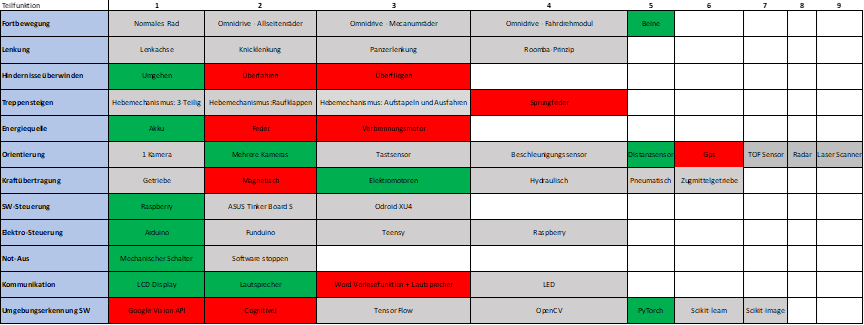 Teilfunktion 1 2 3 4 5 6 7 8 9
Fortbewegung Normales Rad Omnidrive - Allseitenräder Omnidrive - Mecanumräder Omnidrive - Fahrdrehmodul Beine
Lenkung Lenkachse Knicklenkung Panzerlenkung Roomba-Prinzip
Hindernisse überwinden Umgehen Überfahren Überfliegen
Treppensteigen Hebemechanismus: 3-Teilig Hebemechanismus:Raufklappen Hebemechanismus: Aufstapeln und Ausfahren Sprungfeder
Energiequelle Akku Feder Verbrennungsmotor
Orientierung 1 Kamera Mehrere Kameras Tastsensor Beschleunigungssensor Distanzsensor Gps TOF Sensor Radar Laser Scanner
Kraftübertragung Getriebe Magnetisch Elektromotoren Hydraulisch Pneumatisch Zugmittelgetriebe
SW-Steuerung Raspberry ASUS Tinker Board S Odroid XU4
Elektro-Steuerung Arduino Funduino Teensy Raspberry
Not-Aus Mechanischer Schalter Software stoppen
Kommunikation LCD Display Lautsprecher Word Vorlesefunktion + Lautsprecher LED
Umgebungserkennung SW Google Vision API Cognitive! TensorFlow OpenCV PyTorch Scikit-learn Scikit-image